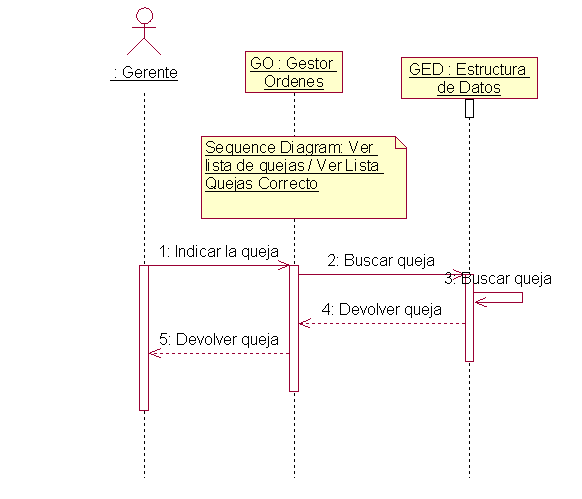 : Gerente
GO : Gestor
Ordenes
GED : Estructura
de Datos
Sequence Diagram: Ver
lista de quejas / Ver Lista
Quejas Correcto
1: Indicar la queja
2: Buscar queja
3: Buscar queja
4: Devolver queja
5: Devolver queja